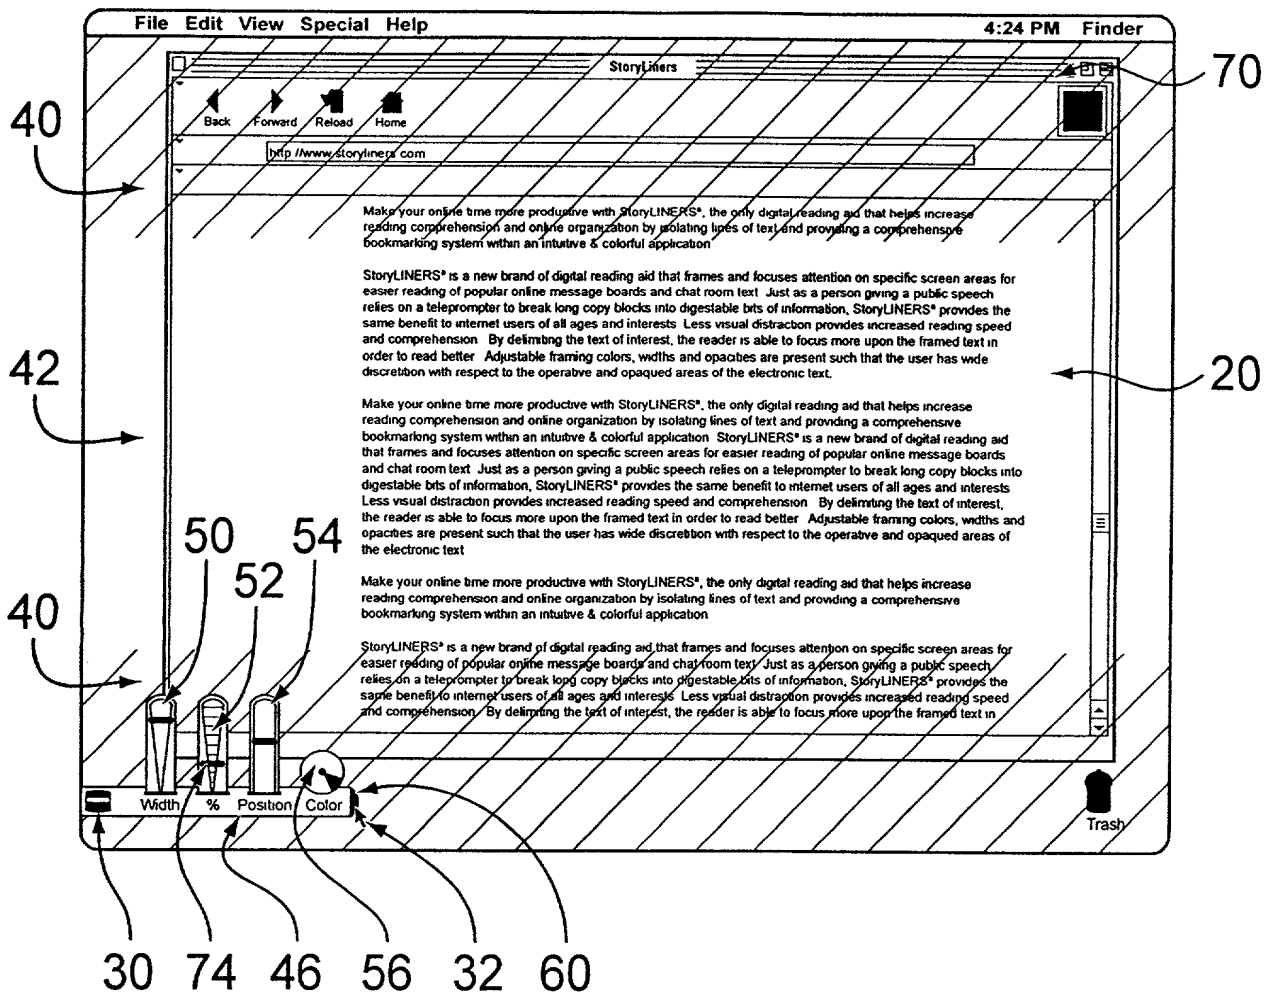 File Edit View Special Help 4:24 PM Finder
StoryLiners
70
Back Forward Reload Home
40
http //www.storyliners com
Make your online time more productive with StoryLINERS*, the only digital reading aid that helps increase
reading comprehension and online organization by isolating lines of text and providing a comprehensive
bookmarking system within an intuitive & colorful application
StoryLINERS* is a new brand of digital reading aid that frames and focuses attention on specific screen areas for
easier reading of popular online message boards and chat room text Just as a person giving a public speech
relies on a teleprompter to break long copy blocks into digestable bits of information, StoryLINERS* provides the
same benefit to internet users of all ages and interests Less visual distraction provides increased reading speed
and comprehension By delimiting the text of interest, the reader is able to focus more upon the framed text in
order to read better Adjustable framing colors, widths and opacities are present such that the user has wide
discretition with respect to the operative and opaqued areas of the electronic text.
42
20
Make your online time more productive with StoryLINERS*, the only digital reading aid that helps increase
reading comprehension and online organization by isolating lines of text and providing a comprehensive
bookmarking system within an intuitive & colorful application StoryLINERS* is a new brand of digital reading aid
that frames and focuses attention on specific screen areas for easier reading of popular online message boards
and chat room text Just as a person giving a public speech relies on a teleprompter to break long copy blocks into
digestable bits of information, StoryLINERS* provides the same benefit to internet users of all ages and interests
Less visual distraction provides increased reading speed and comprehension By delimiting the text of interest,
the reader is able to focus more upon the framed text in order to read better Adjustable framing colors, widths and
opacities are present such that the user has wide discretition with respect to the operative and opaqued areas of
the electronic text
50 54
52
40
Make your online time more productive with StoryLINERS*, the only digital reading aid that helps increase
reading comprehension and online organization by isolating lines of text and providing a comprehensive
bookmarking system within an intuitive & colorful application
StoryLINERS* is a new brand of digital reading aid that frames and focuses attention on specific screen areas for
easier reading of popular online message boards and chat room text Just as a person giving a public speech
relies on a teleprompter to break long copy blocks into digestable bits of information, StoryLINERS* provides the
same benefit to internet users of all ages and interests Less visual distraction provides increased reading speed
and comprehension By delimiting the text of interest, the reader is able to focus more upon the framed text in
Width % Position Color
Trash
30 74 46 56 32 60